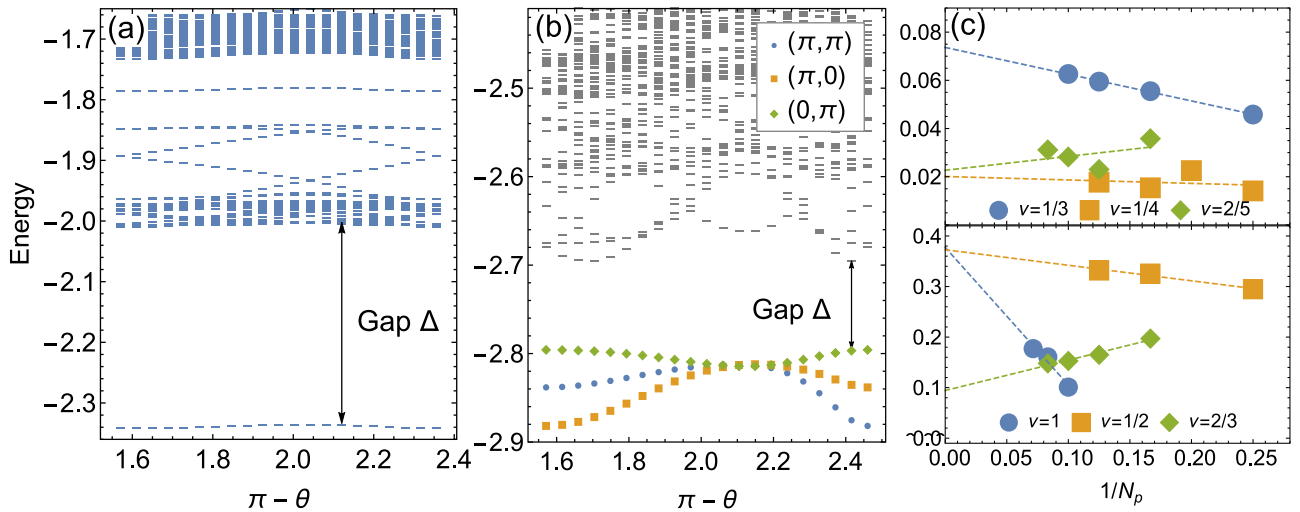 (a)
Energy
−1.7
−1.8
−1.9
−2.0
−2.1
−2.2
−2.3
Gap Δ
1.6 1.8 2.0 2.2 2.4
π − θ
(b)
(π,π)
(π,0)
(0,π)
−2.5
−2.6
−2.7
−2.8
−2.9
Gap Δ
1.6 1.8 2.0 2.2 2.4
π − θ
(c)
0.08
0.06
0.04
0.02
ν=1/3 ν=1/4 ν=2/5
0.4
0.3
0.2
0.1
0.0
ν=1 ν=1/2 ν=2/3
0.00 0.05 0.10 0.15 0.20 0.25
1/Np